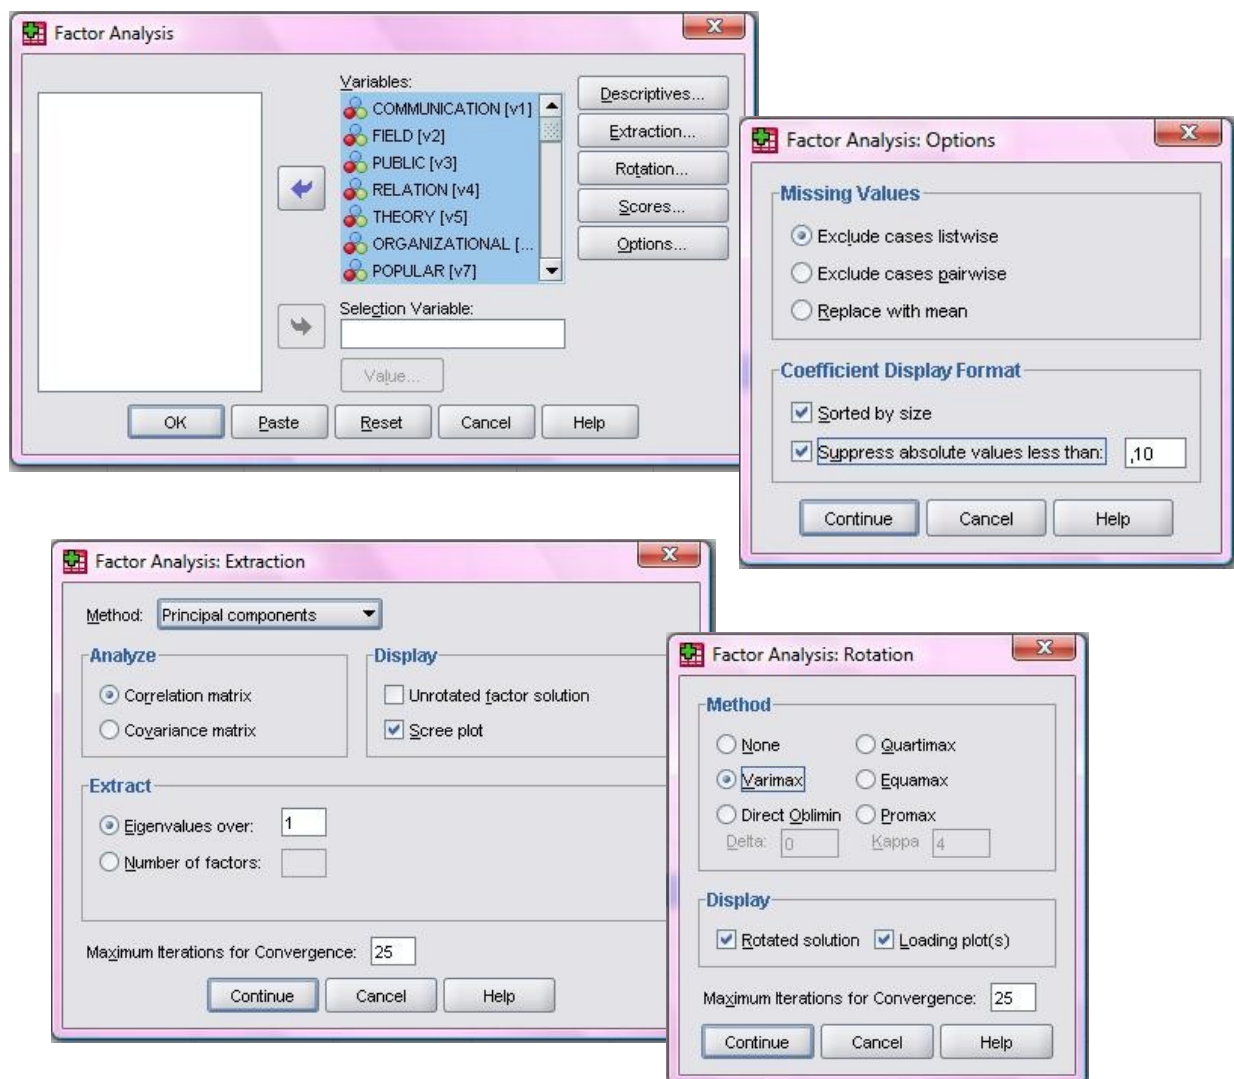 Factor Analysis
Variables:
COMMUNICATION [v1]
FIELD [v2]
PUBLIC [v3]
RELATION [v4]
THEORY [v5]
ORGANIZATIONAL [...
POPULAR [v7]
Selection Variable:
Value...
Descriptives...
Extraction...
Rotation...
Scores...
Options...
OK Paste Reset Cancel Help
Factor Analysis: Options
Missing Values
Exclude cases listwise
Exclude cases pairwise
Replace with mean
Coefficient Display Format
Sorted by size
Suppress absolute values less than: ,10
Continue Cancel Help
Factor Analysis: Extraction
Method: Principal components
Analyze
Correlation matrix
Covariance matrix
Display
Unrotated factor solution
Scree plot
Extract
Eigenvalues over: 1
Number of factors:
Maximum Iterations for Convergence: 25
Continue Cancel Help
Factor Analysis: Rotation
Method
None Quartimax
Varimax Equamax
Direct Oblimin Promax
Delta: 0 Kappa 4
Display
Rotated solution Loading plot(s)
Maximum Iterations for Convergence: 25
Continue Cancel Help